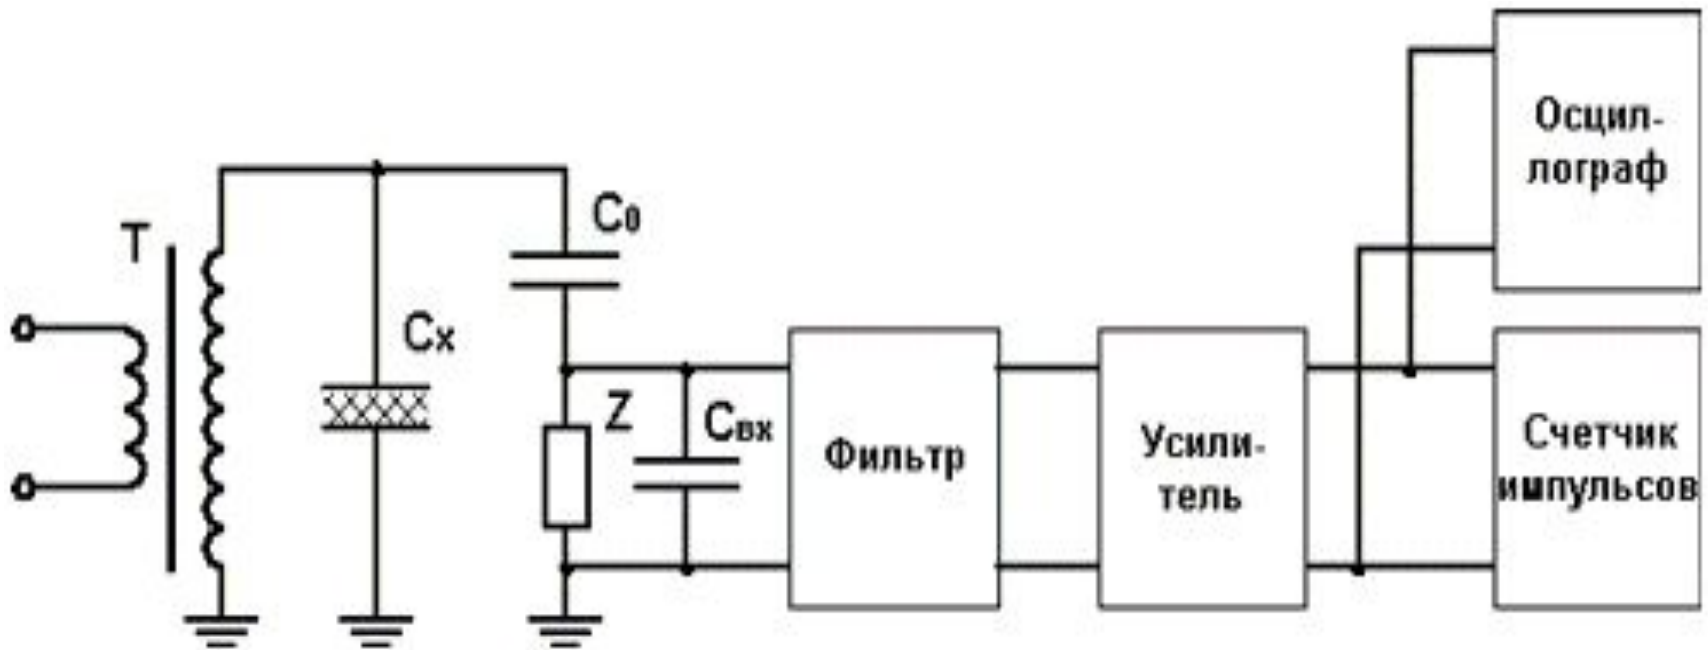 T
Cx
C0
Z
Cвх
Фильтр
Усили-
тель
Осцил-
лограф
Счетчик
импульсов